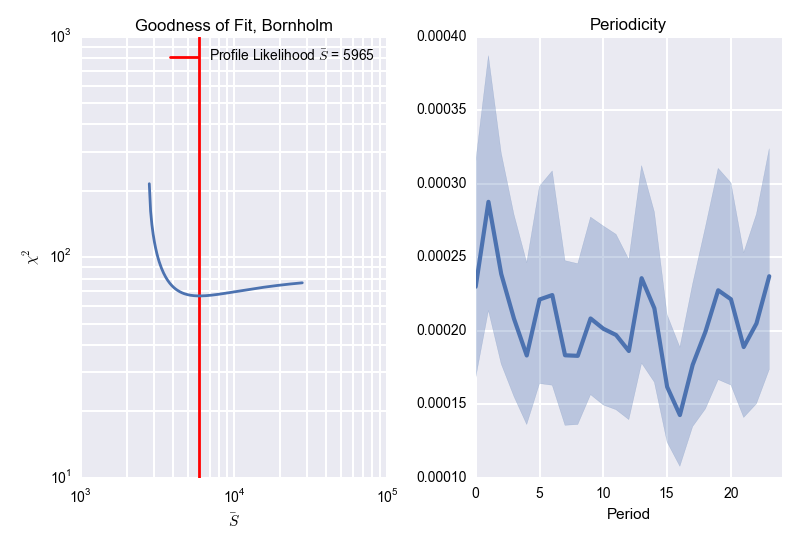 Goodness of Fit, Bornholm
10³
10²
10¹
χ²
Profile Likelihood S̄ = 5965
10³ 10⁴ 10⁵
S̄
Periodicity
0.00040
0.00035
0.00030
0.00025
0.00020
0.00015
0.00010
0 5 10 15 20
Period